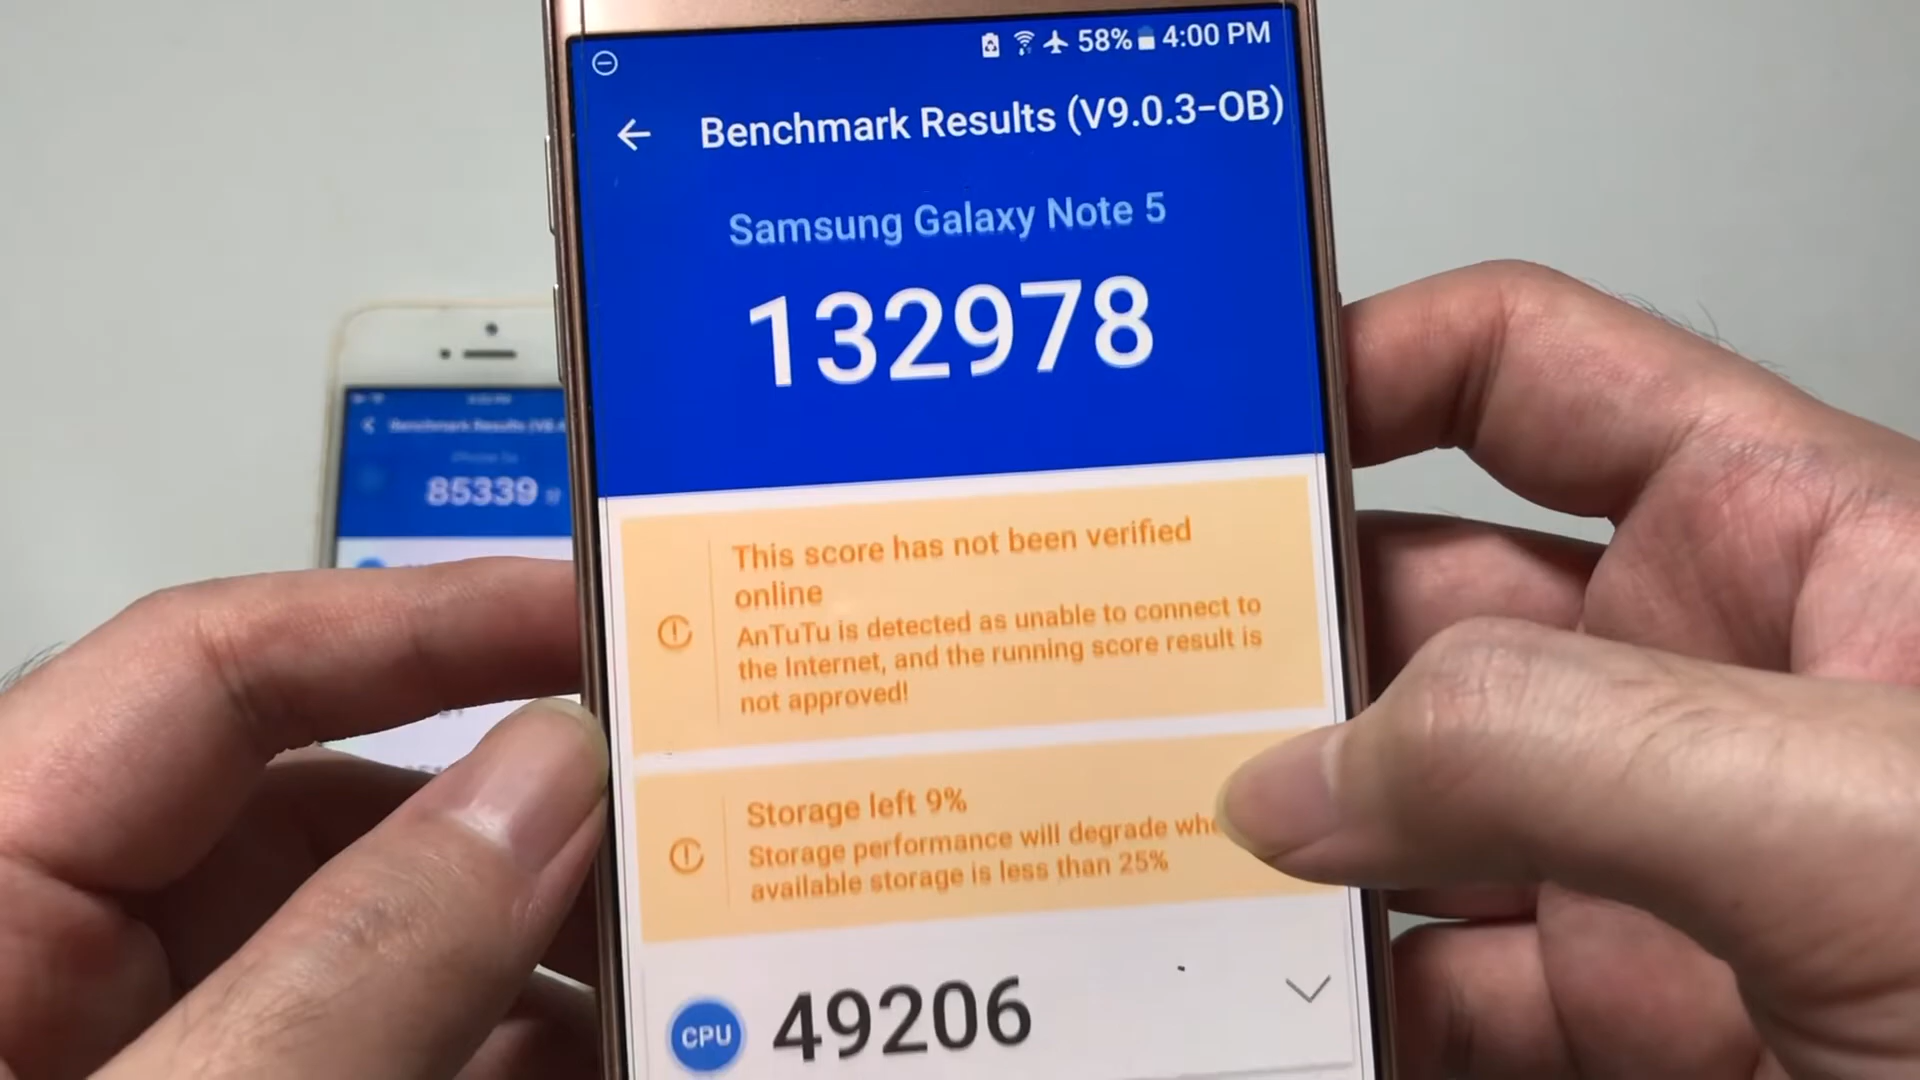 58% 4:00 PM
Benchmark Results (V9.0.3-OB)
Samsung Galaxy Note 5
132978
This score has not been verified
online
AnTuTu is detected as unable to connect to
the Internet, and the running score result is
not approved!
Storage left 9%
Storage performance will degrade
available storage is less than 25%
CPU 49206
Benchmark Results
85339